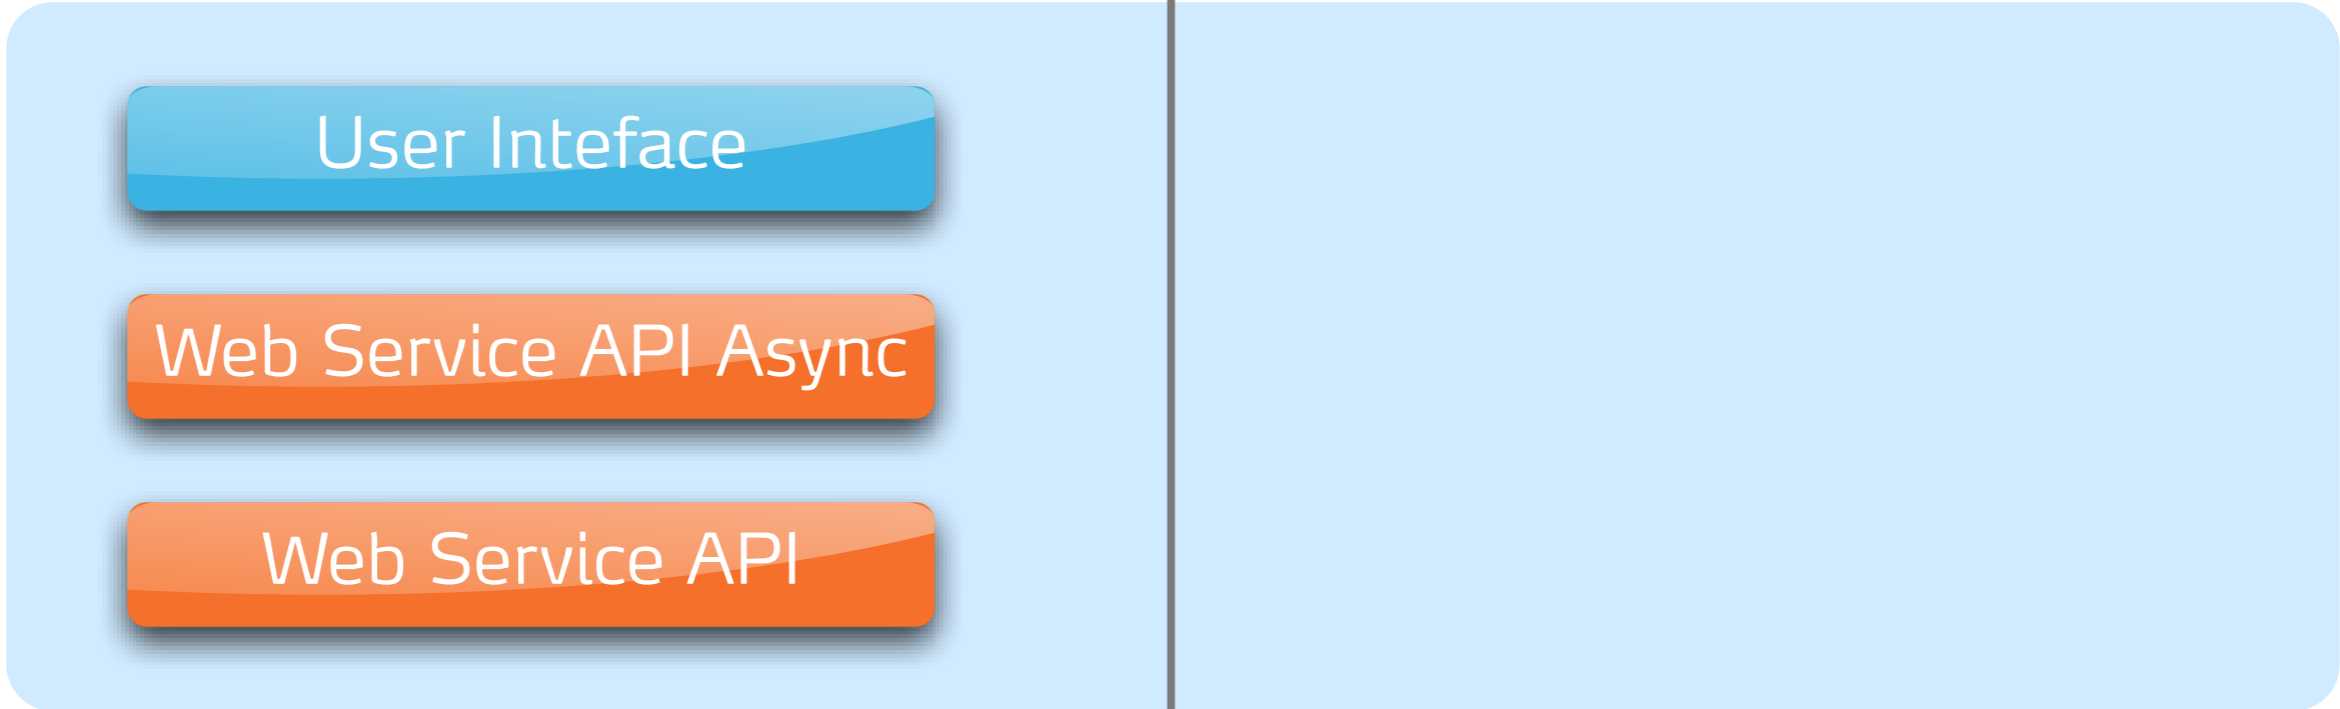 User Inteface
Web Service API Async
Web Service API